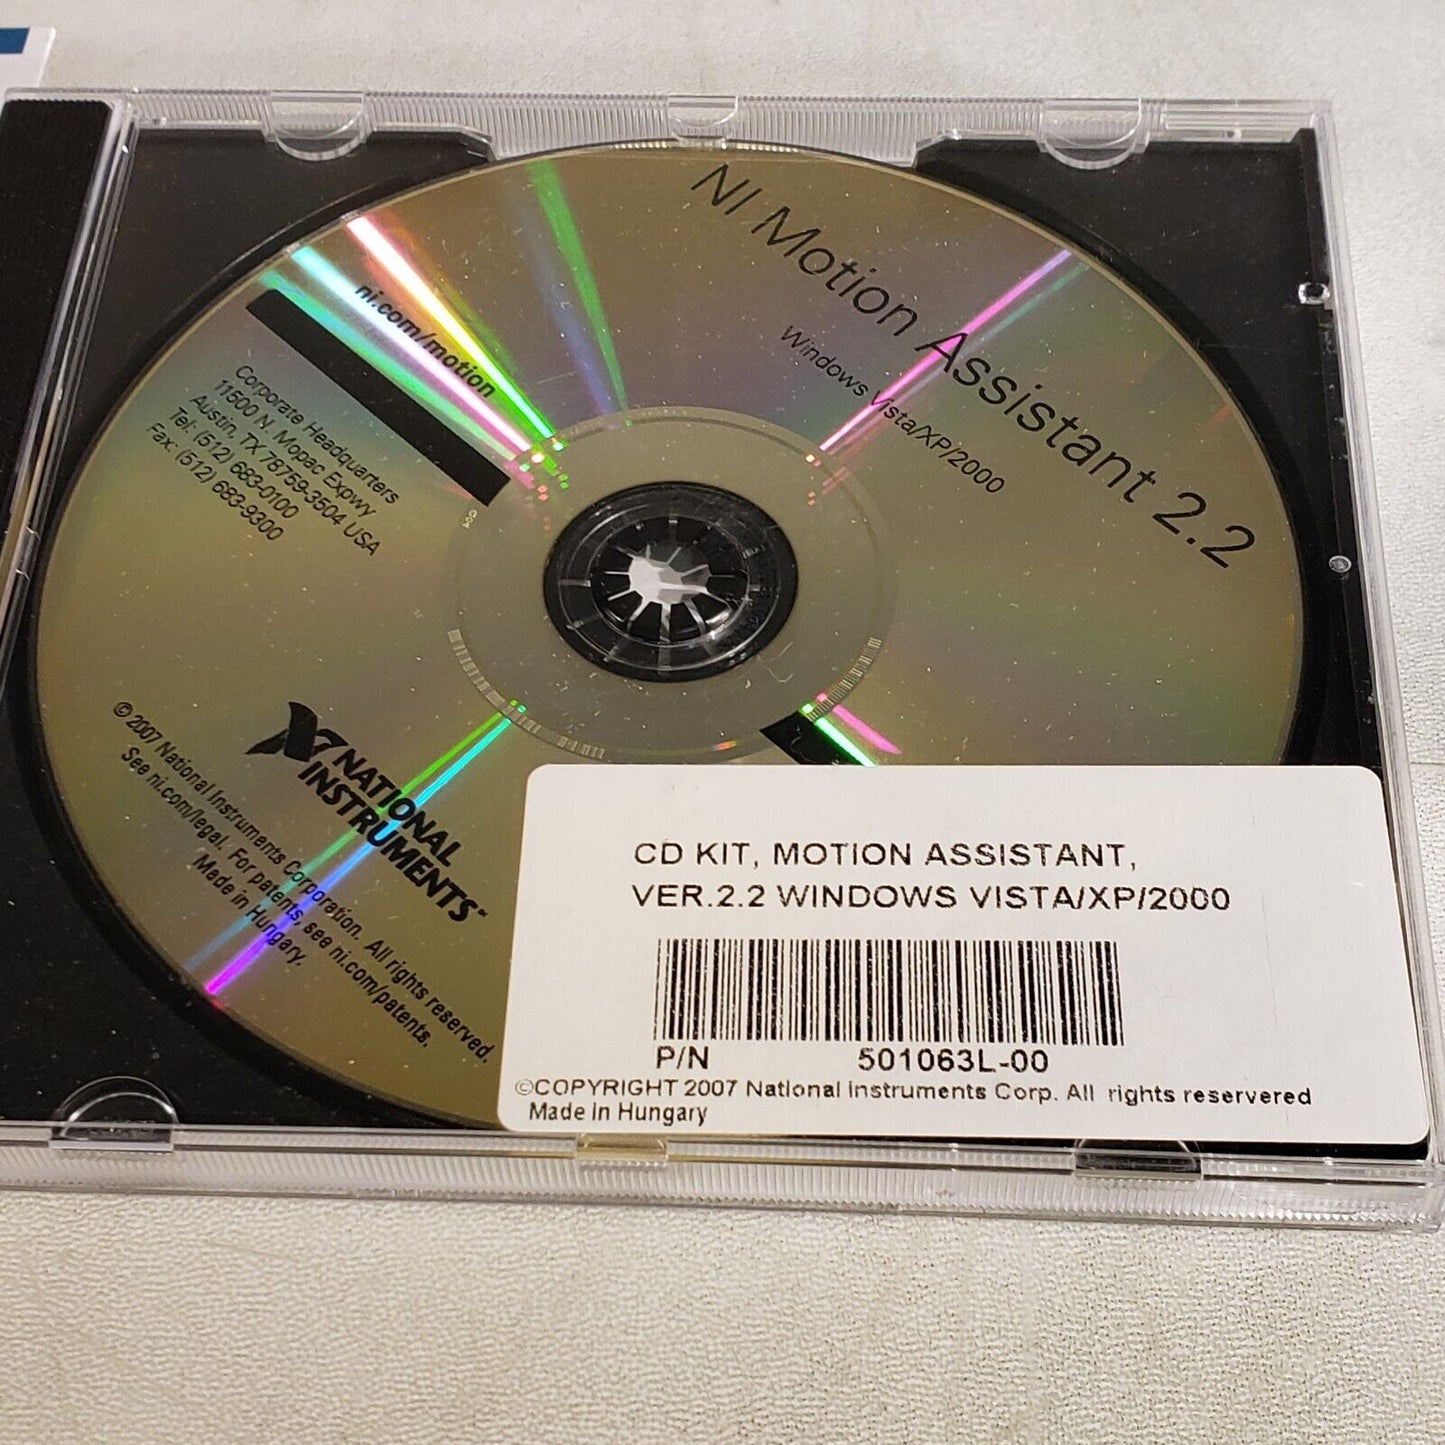 NI Motion Assistant 2.2
Windows Vista/XP/2000
ni.com/motion
Corporate Headquarters
11500 N. Mopac Expwy
Austin, TX 78759-3504 USA
Tel: (512) 683-0100
Fax: (512) 683-9300
NATIONAL
INSTRUMENTS™
© 2007 National Instruments Corporation. All rights reserved.
See ni.com/legal. For patents, see ni.com/patents.
Made in Hungary.
CD KIT, MOTION ASSISTANT,
VER.2.2 WINDOWS VISTA/XP/2000
P/N 501063L-00
©COPYRIGHT 2007 National Instruments Corp. All rights reservered
Made in Hungary